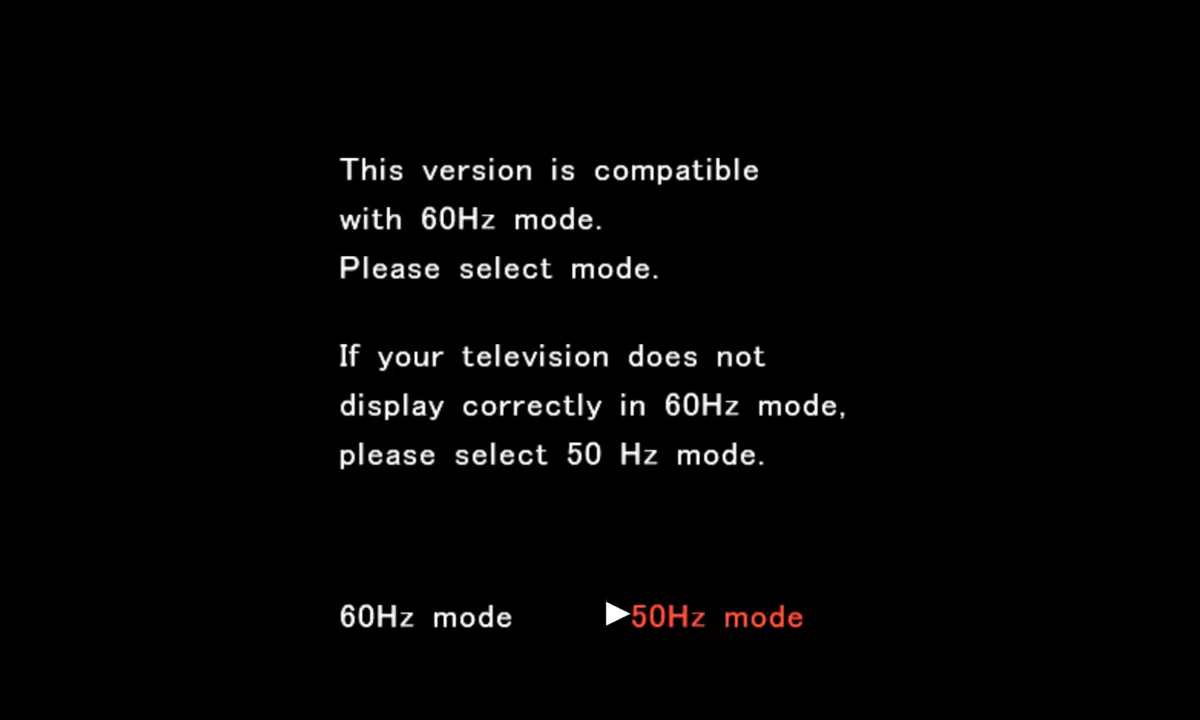 This version is compatible
with 60Hz mode.
Please select mode.
If your television does not
display correctly in 60Hz mode,
please select 50 Hz mode.
60Hz mode ▶50Hz mode